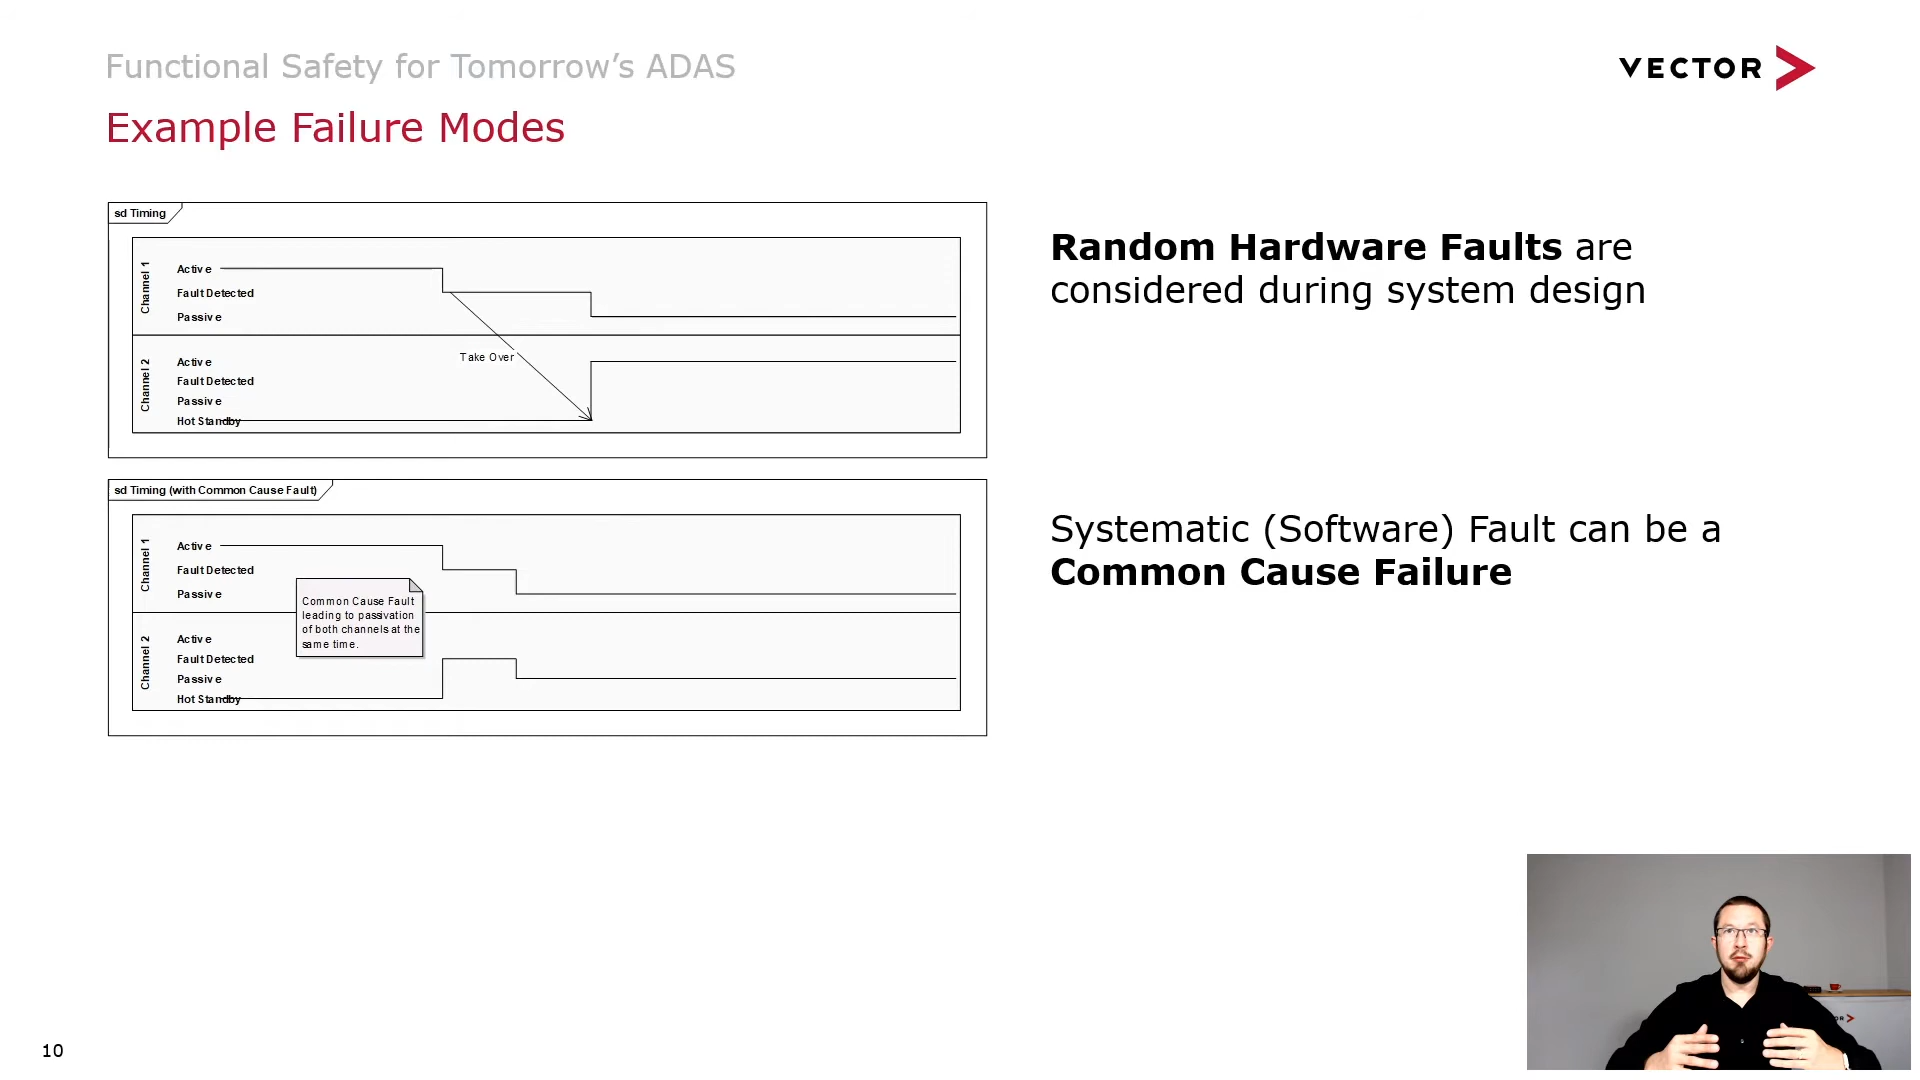 Functional Safety for Tomorrow's ADAS
VECTOR
Example Failure Modes
sd Timing
Channel 1
Active
Fault Detected
Passive
Take Over
Channel 2
Active
Fault Detected
Passive
Hot Standby
Random Hardware Faults are
considered during system design
sd Timing (with Common Cause Fault)
Channel 1
Active
Fault Detected
Passive
Common Cause Fault
leading to passivation
of both channels at the
same time.
Channel 2
Active
Fault Detected
Passive
Hot Standby
Systematic (Software) Fault can be a
Common Cause Failure
10